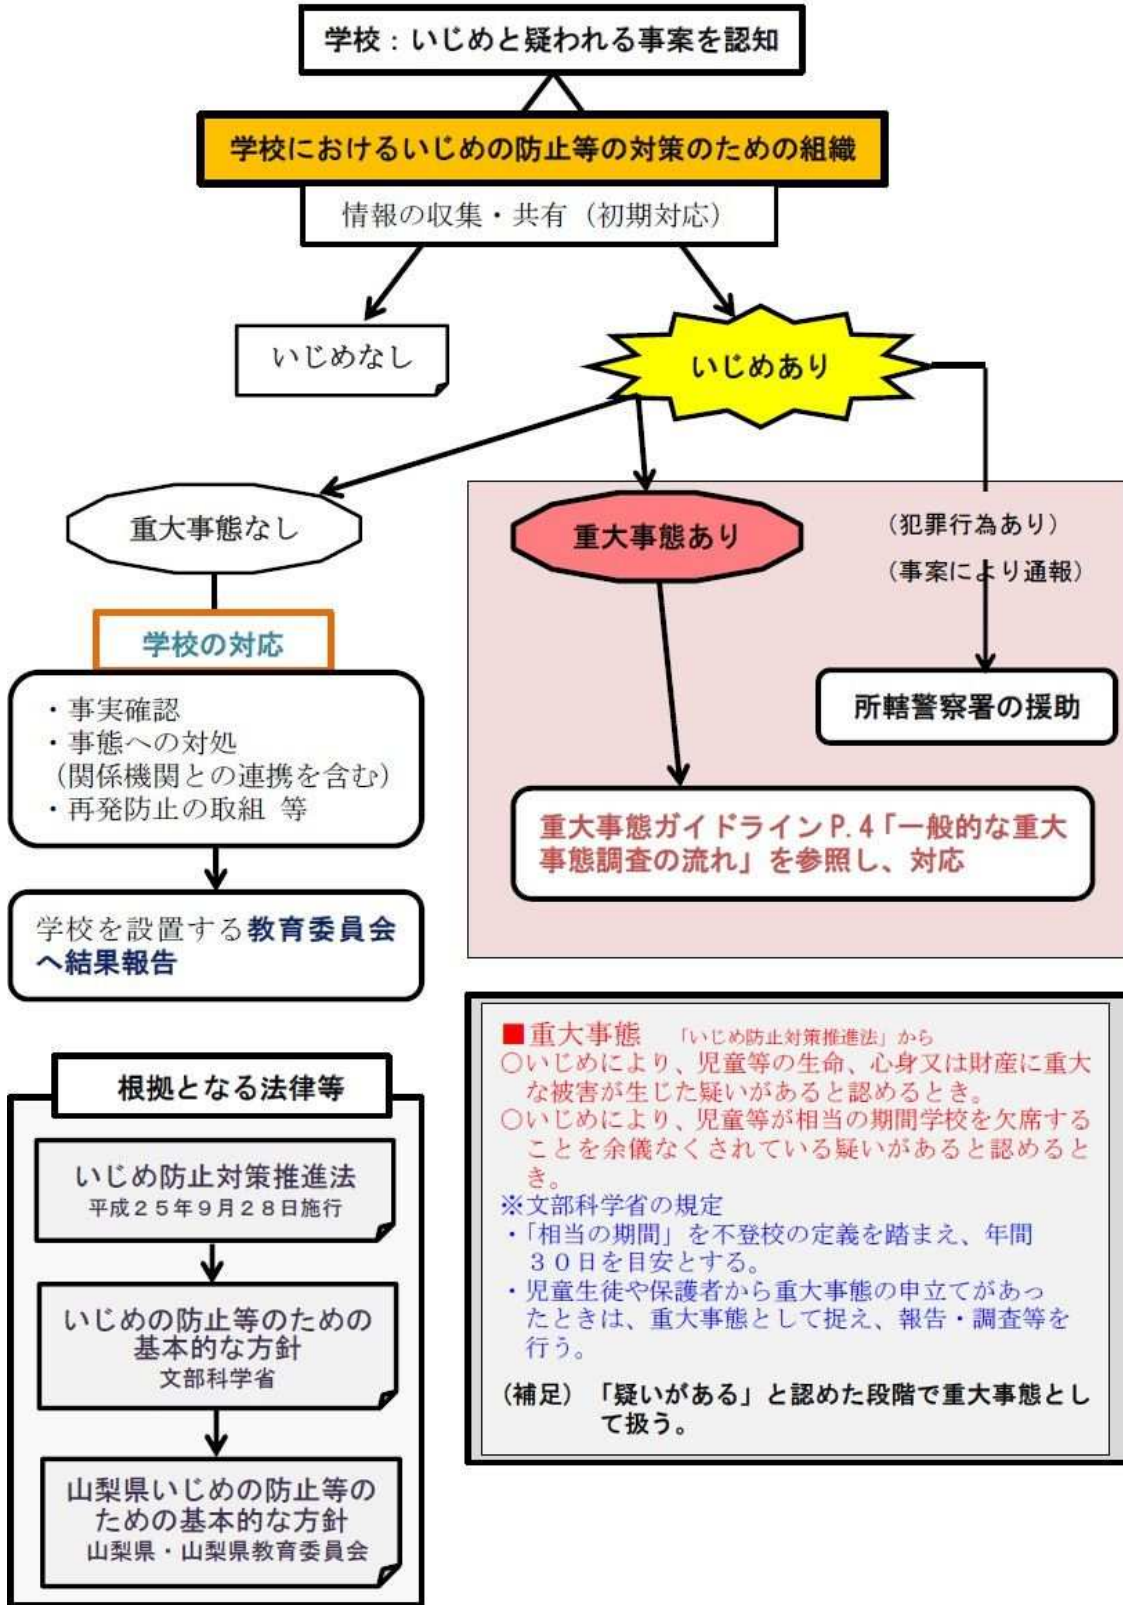 学校：いじめと疑われる事案を認知
学校におけるいじめの防止等の対策のための組織
情報の収集・共有（初期対応）
いじめなし
いじめあり
重大事態なし
重大事態あり
（犯罪行為あり）
（事案により通報）
学校の対応
・事実確認
・事態への対処
（関係機関との連携を含む）
・再発防止の取組 等
所轄警察署の援助
重大事態ガイドラインP.4「一般的な重大
事態調査の流れ」を参照し、対応
学校を設置する教育委員会
へ結果報告
■重大事態　「いじめ防止対策推進法」から
○いじめにより、児童等の生命、心身又は財産に重大
な被害が生じた疑いがあると認めるとき。
○いじめにより、児童等が相当の期間学校を欠席する
ことを余儀なくされている疑いがあると認めると
き。
※文部科学省の規定
・「相当の期間」を不登校の定義を踏まえ、年間
３０日を目安とする。
・児童生徒や保護者から重大事態の申立てがあっ
たときは、重大事態として捉え、報告・調査等を
行う。
（補足）「疑いがある」と認めた段階で重大事態とし
て扱う。
根拠となる法律等
いじめ防止対策推進法
平成２５年９月２８日施行
いじめの防止等のための
基本的な方針
文部科学省
山梨県いじめの防止等の
ための基本的な方針
山梨県・山梨県教育委員会